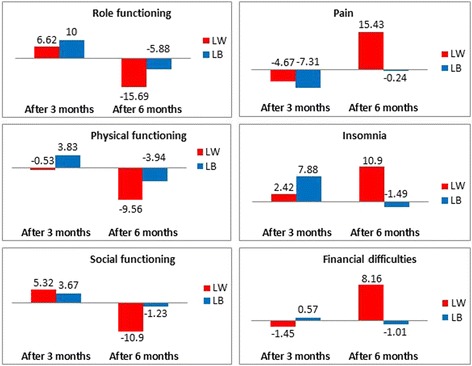 Role functioning
6.62 10 -5.88
-15.69
After 3 months After 6 months
LW
LB
Pain
15.43
-4.67 -7.31 -0.24
After 3 months After 6 months
LW
LB
Physical functioning
-0.53 3.83 -3.94
-9.56
After 3 months After 6 months
LW
LB
Insomnia
2.42 7.88 10.9 -1.49
After 3 months After 6 months
LW
LB
Social functioning
5.32 3.67 -1.23
-10.9
After 3 months After 6 months
LW
LB
Financial difficulties
8.16
0.57
-1.45 -1.01
After 3 months After 6 months
LW
LB